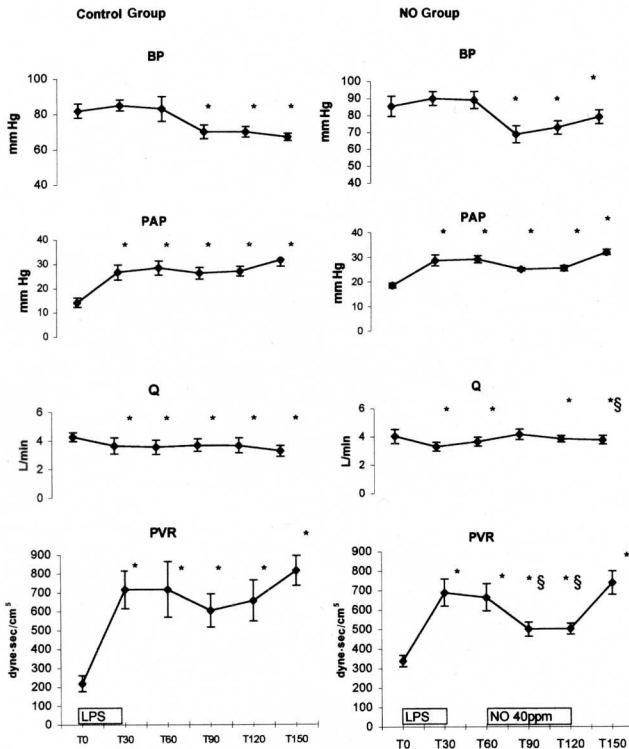 Control Group
BP
mm Hg
100
80
60
40
* * *
PAP
mm Hg
40
30
20
10
0
* * * * *
Q
L/min
6
4
2
0
* * * * *
PVR
dyne-sec/cm5
900
800
700
600
500
400
300
200
100
0
* * * * *
LPS
T0 T30 T60 T90 T120 T150
NO Group
BP
mm Hg
100
90
80
70
60
50
40
* * *
PAP
mm Hg
40
30
20
10
0
* * * * *
Q
L/min
6
4
2
0
* * * *§
PVR
dyne-sec/cm5
900
800
700
600
500
400
300
200
100
0
* * *§ *§ *
LPS NO 40ppm
T0 T30 T60 T90 T120 T150